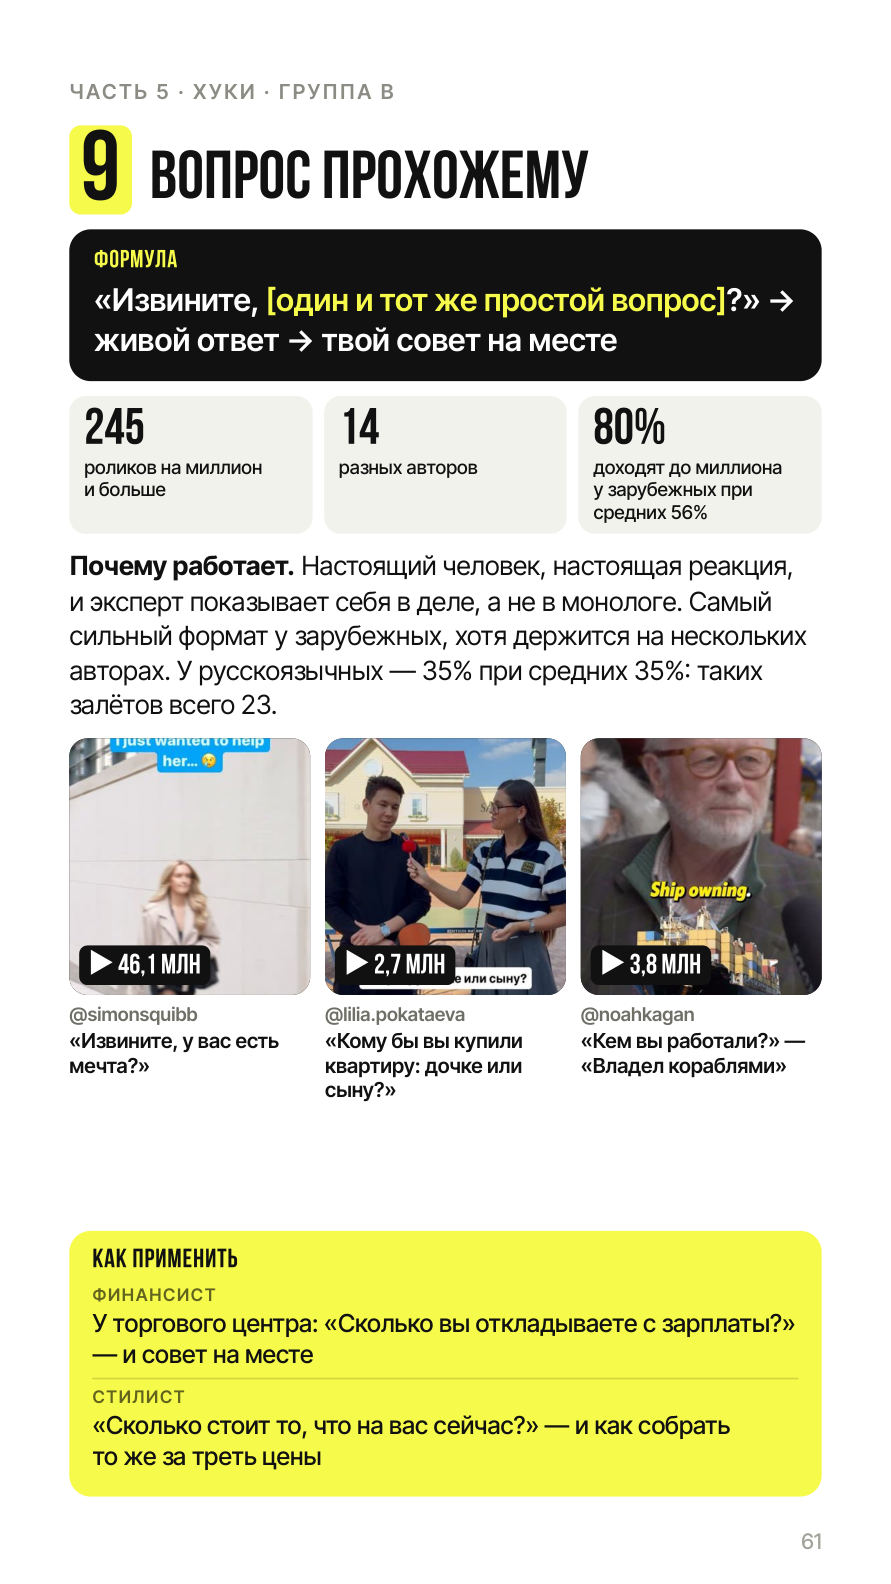 ЧАСТЬ 5 · ХУКИ · ГРУППА В
9 ВОПРОС ПРОХОЖЕМУ
ФОРМУЛА
«Извините, [один и тот же простой вопрос]?» →
живой ответ → твой совет на месте
245
роликов на миллион
и больше
14
разных авторов
80%
доходят до миллиона
у зарубежных при
средних 56%
Почему работает. Настоящий человек, настоящая реакция,
и эксперт показывает себя в деле, а не в монологе. Самый
сильный формат у зарубежных, хотя держится на нескольких
авторах. У русскоязычных — 35% при средних 35%: таких
залётов всего 23.
I just wanted to help
her... 😢
▶ 46,1 МЛН
@simonsquibb
«Извините, у вас есть
мечта?»
▶ 2,7 МЛН
или сыну?
@lilia.pokataeva
«Кому бы вы купили
квартиру: дочке или
сыну?»
Ship owning.
▶ 3,8 МЛН
@noahkagan
«Кем вы работали?» —
«Владел кораблями»
КАК ПРИМЕНИТЬ
ФИНАНСИСТ
У торгового центра: «Сколько вы откладываете с зарплаты?»
— и совет на месте
СТИЛИСТ
«Сколько стоит то, что на вас сейчас?» — и как собрать
то же за треть цены
61